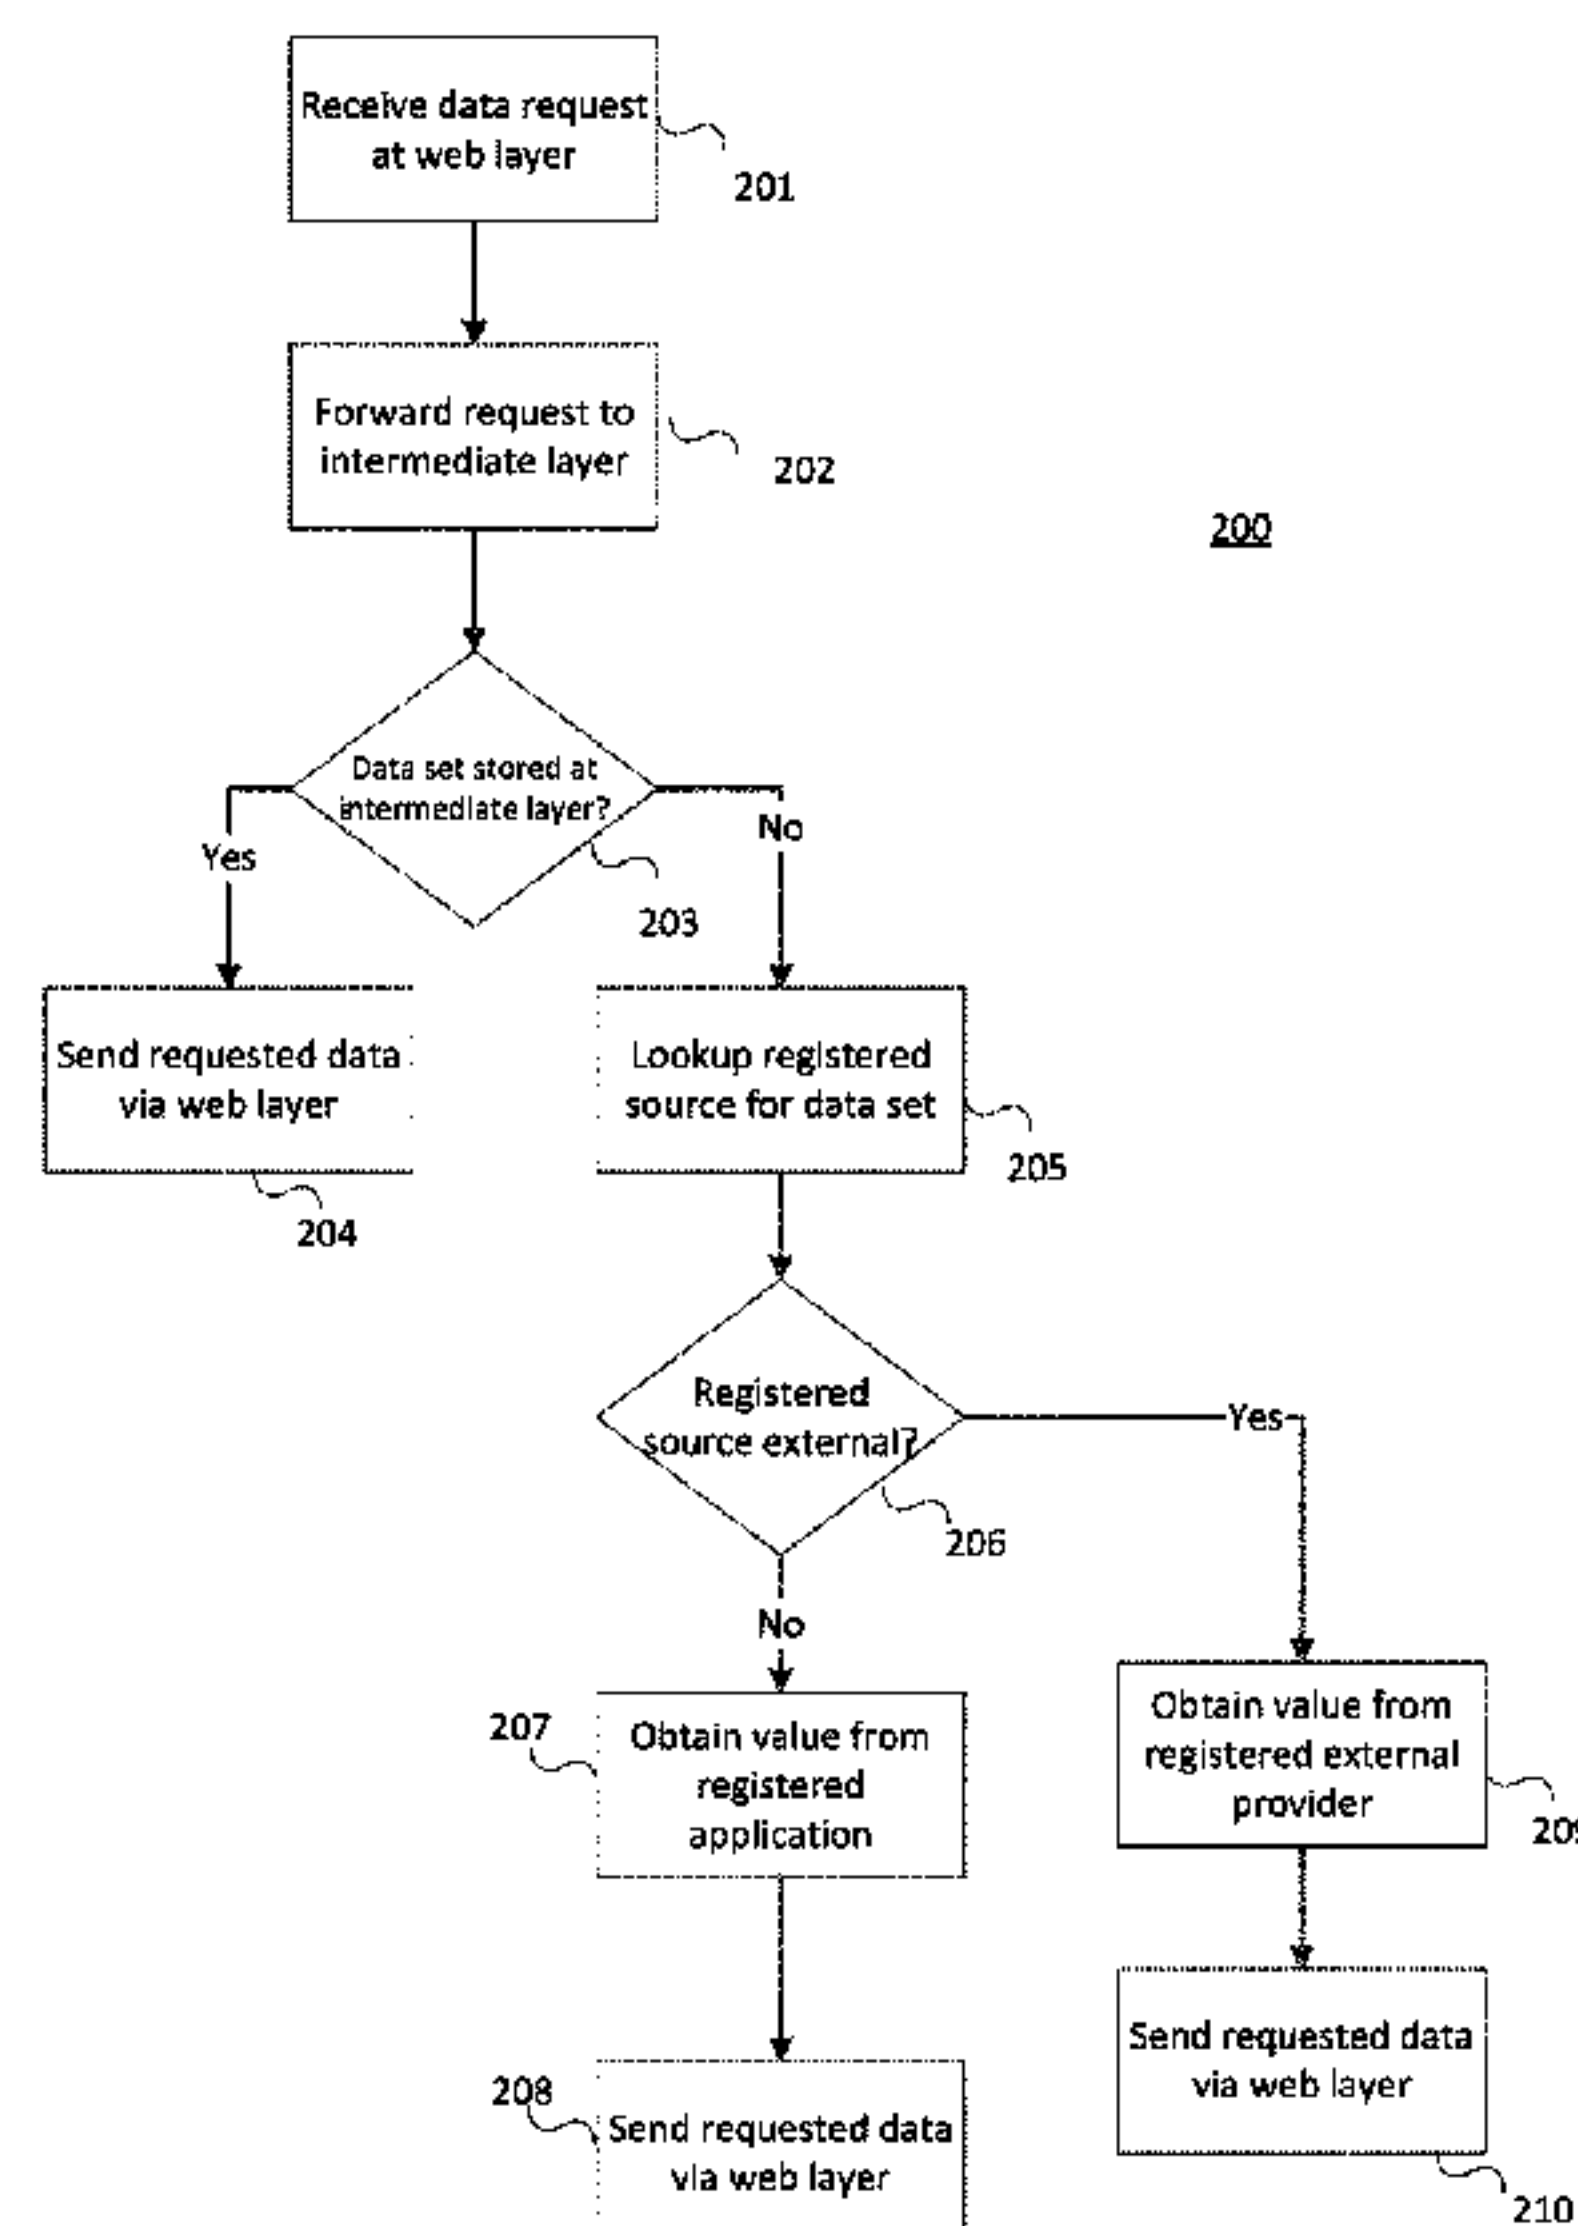 Receive data request
at web layer
201
Forward request to
intermediate layer
202
200
Data set stored at
intermediate layer?
Yes
No
203
Send requested data
via web layer
204
Lookup registered
source for data set
205
Registered
source external?
Yes
206
No
207
Obtain value from
registered
application
Obtain value from
registered external
provider
209
208
Send requested data
via web layer
Send requested data
via web layer
210